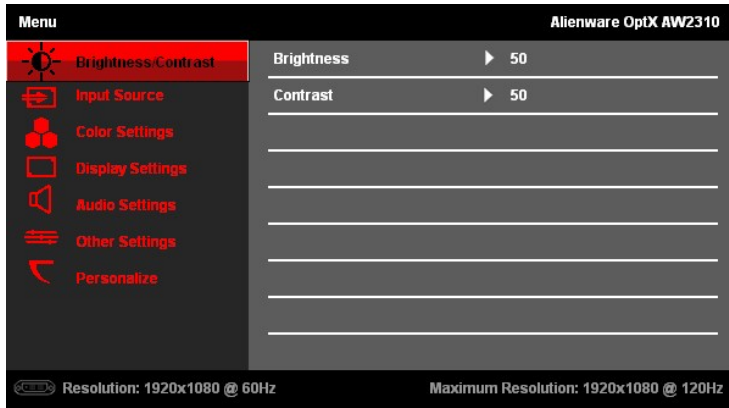 Menu Alienware OptX AW2310
Brightness/Contrast Brightness 50
Input Source Contrast 50
Color Settings
Display Settings
Audio Settings
Other Settings
Personalize
Resolution: 1920x1080 @ 60Hz Maximum Resolution: 1920x1080 @ 120Hz